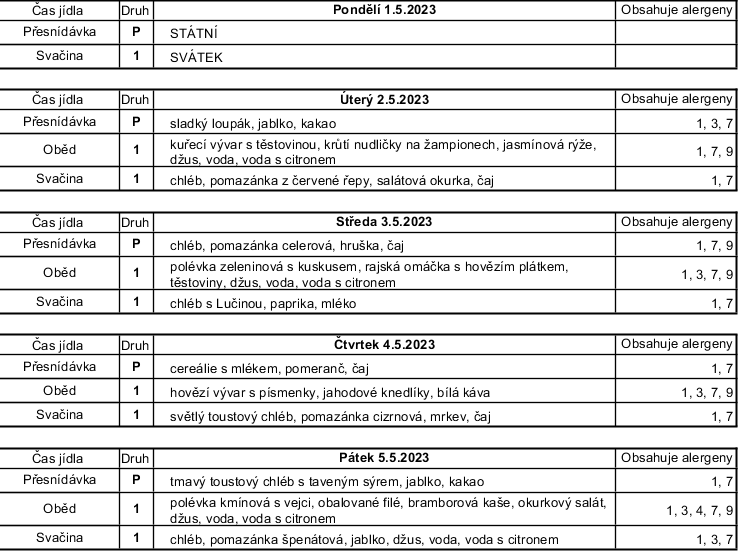 Čas jídla Druh Pondělí 1.5.2023 Obsahuje alergeny
Přesnídávka P STÁTNÍ
Svačina 1 SVÁTEK
Čas jídla Druh Úterý 2.5.2023 Obsahuje alergeny
Přesnídávka P sladký loupák, jablko, kakao 1, 3, 7
Oběd 1 kuřecí vývar s těstovinou, krůtí nudličky na žampionech, jasmínová rýže, 1, 7, 9
džus, voda, voda s citronem
Svačina 1 chléb, pomazánka z červené řepy, salátová okurka, čaj 1, 7
Čas jídla Druh Středa 3.5.2023 Obsahuje alergeny
Přesnídávka P chléb, pomazánka celerová, hruška, čaj 1, 7, 9
Oběd 1 polévka zeleninová s kuskusem, rajská omáčka s hovězím plátkem, 1, 3, 7, 9
těstoviny, džus, voda, voda s citronem
Svačina 1 chléb s Lučinou, paprika, mléko 1, 7
Čas jídla Druh Čtvrtek 4.5.2023 Obsahuje alergeny
Přesnídávka P cereálie s mlékem, pomeranč, čaj 1, 7
Oběd 1 hovězí vývar s písmenky, jahodové knedlíky, bílá káva 1, 3, 7, 9
Svačina 1 světlý toustový chléb, pomazánka cizrnová, mrkev, čaj 1, 7
Čas jídla Druh Pátek 5.5.2023 Obsahuje alergeny
Přesnídávka P tmavý toustový chléb s taveným sýrem, jablko, kakao 1, 7
Oběd 1 polévka kmínová s vejci, obalované filé, bramborová kaše, okurkový salát, 1, 3, 4, 7, 9
džus, voda, voda s citronem
Svačina 1 chléb, pomazánka špenátová, jablko, džus, voda, voda s citronem 1, 3, 7